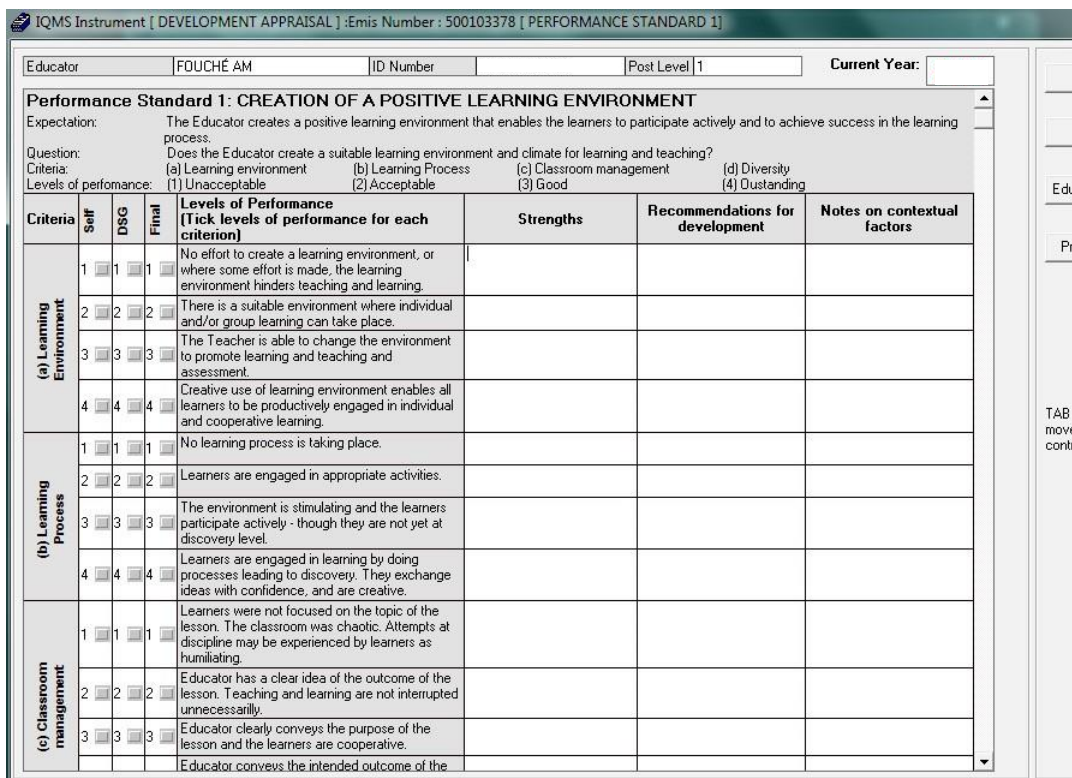 IQMS Instrument [ DEVELOPMENT APPRAISAL ] :Emis Number : 500103378 [ PERFORMANCE STANDARD 1]
Educator FOUCHÉ AM ID Number Post Level 1 Current Year:
Performance Standard 1: CREATION OF A POSITIVE LEARNING ENVIRONMENT
Expectation: The Educator creates a positive learning environment that enables the learners to participate actively and to achieve success in the learning
process.
Question: Does the Educator create a suitable learning environment and climate for learning and teaching?
Criteria: (a) Learning environment (b) Learning Process (c) Classroom management (d) Diversity
Levels of perfomance: (1) Unacceptable (2) Acceptable (3) Good (4) Oustanding
Criteria Self DSG Final
Levels of Performance
(Tick levels of performance for each
criterion)
Strengths
Recommendations for
development
Notes on contextual
factors
(a) Learning
Environment
1 1 1
No effort to create a learning environment, or
where some effort is made, the learning
environment hinders teaching and learning.
2 2 2
There is a suitable environment where individual
and/or group learning can take place.
3 3 3
The Teacher is able to change the environment
to promote learning and teaching and
assessment.
4 4 4
Creative use of learning environment enables all
learners to be productively engaged in individual
and cooperative learning.
(b) Learning
Process
1 1 1
No learning process is taking place.
2 2 2
Learners are engaged in appropriate activities.
3 3 3
The environment is stimulating and the learners
participate actively - though they are not yet at
discovery level.
4 4 4
Learners are engaged in learning by doing
processes leading to discovery. They exchange
ideas with confidence, and are creative.
(c) Classroom
management
1 1 1
Learners were not focused on the topic of the
lesson. The classroom was chaotic. Attempts at
discipline may be experienced by learners as
humiliating.
2 2 2
Educator has a clear idea of the outcome of the
lesson. Teaching and learning are not interrupted
unnecessarily.
3 3 3
Educator clearly conveys the purpose of the
lesson and the learners are cooperative.
Educator conveys the intended outcome of the
Edu
Pr
TAB
move
contr